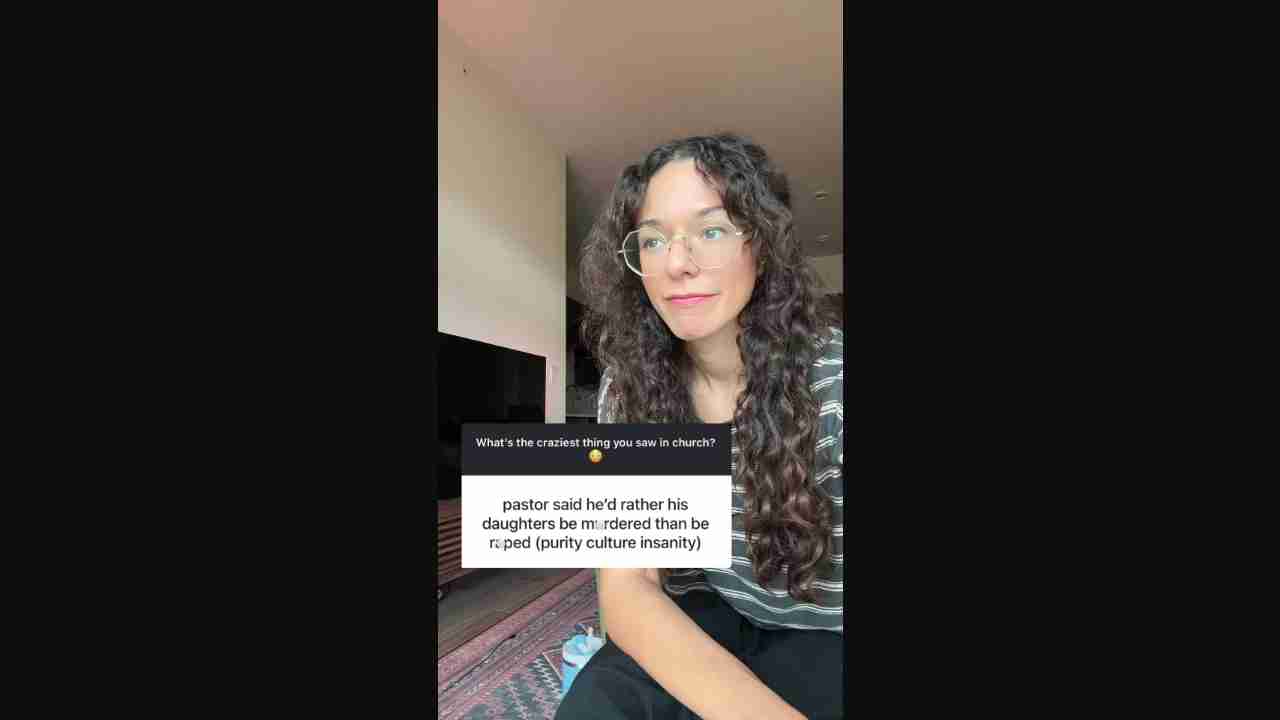 What's the craziest thing you saw in church?
😳
pastor said he'd rather his
daughters be murdered than be
raped (purity culture insanity)